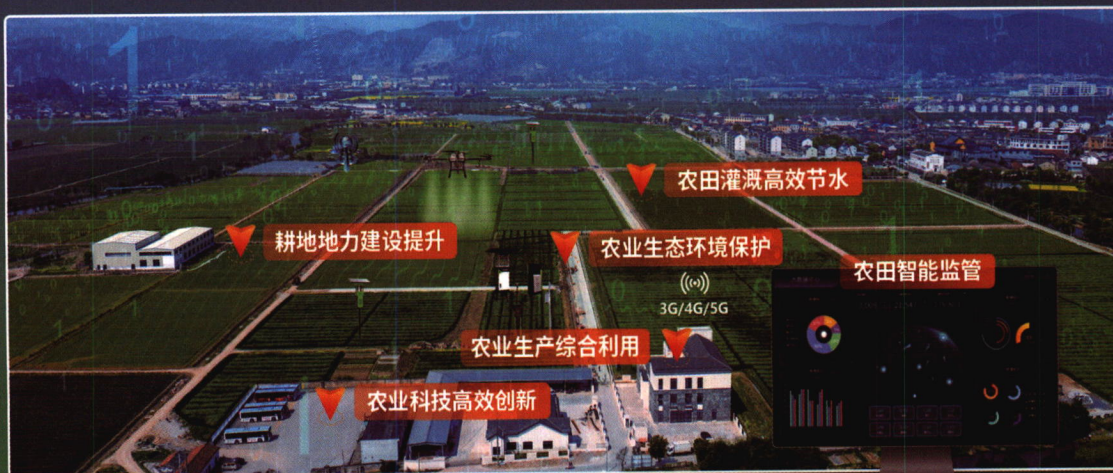 农田灌溉高效节水
耕地地力建设提升
农业生态环境保护
农田智能监管
3G/4G/5G
农业生产综合利用
农业科技高效创新